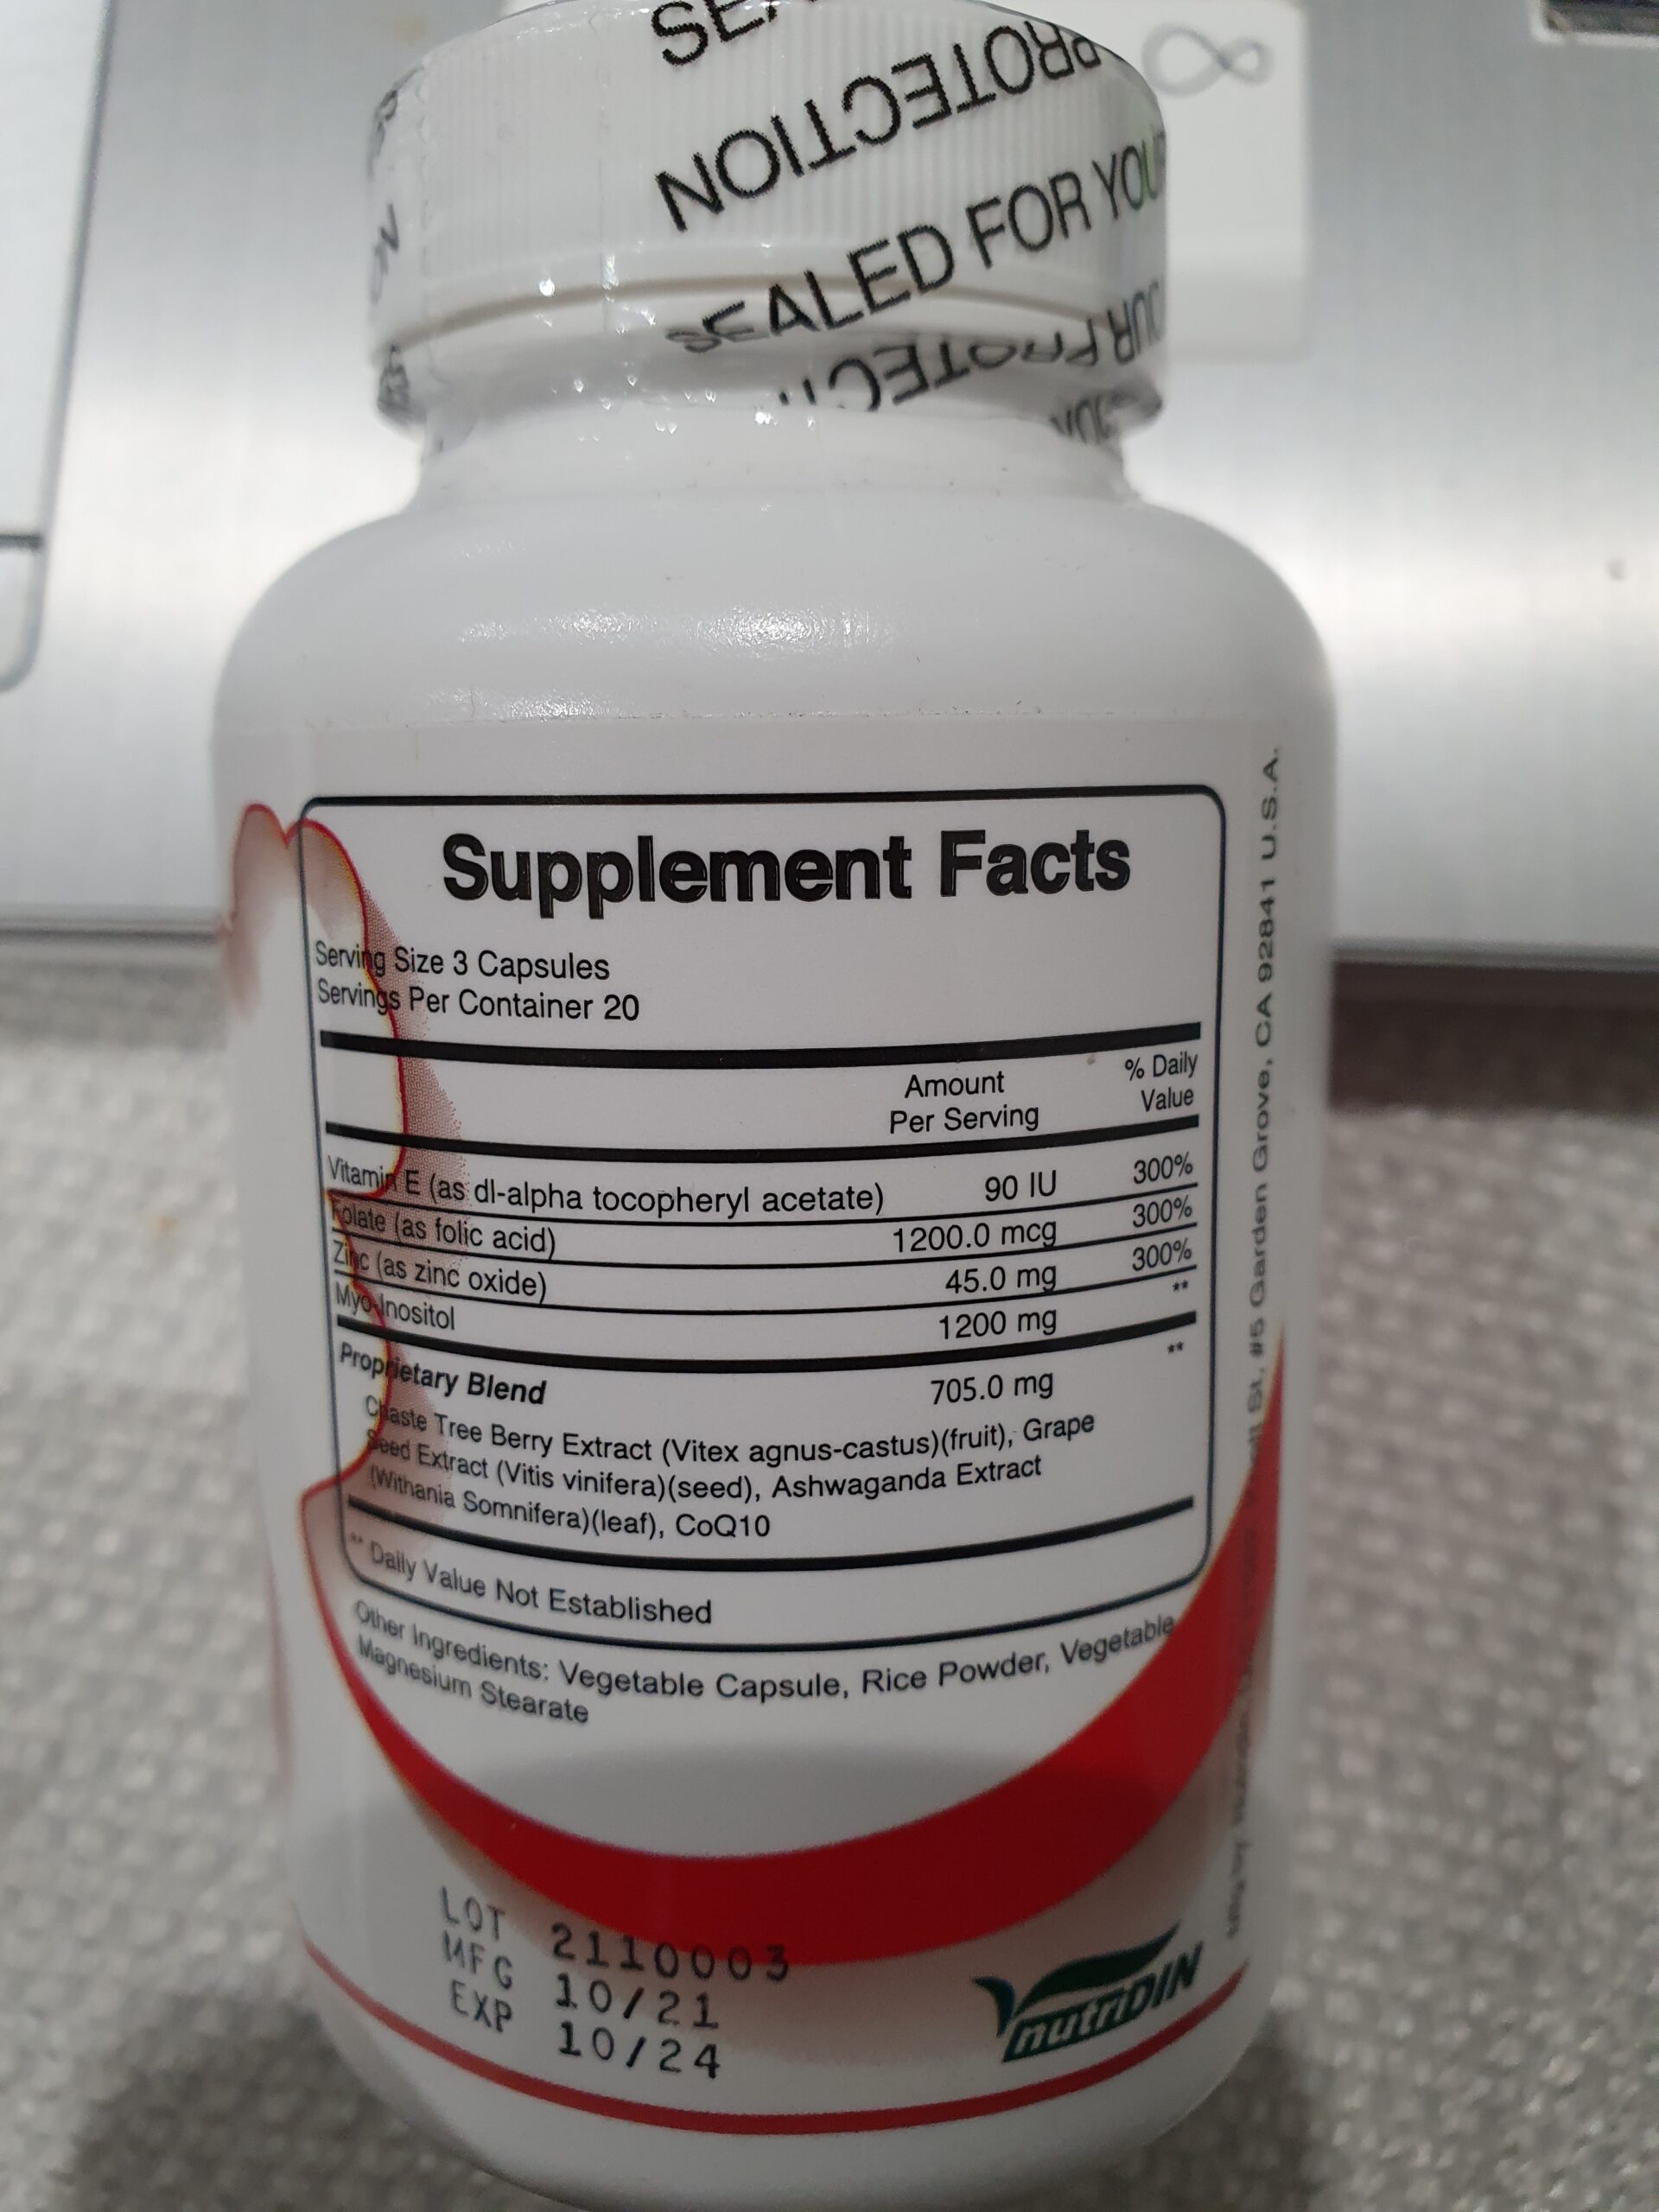 PROTECTION
SEALED FOR YOU
Supplement Facts
Serving Size 3 Capsules
Servings Per Container 20
Amount Per Serving
% Daily Value
Vitamin E (as dl-alpha tocopheryl acetate) 90 IU 300%
Folate (as folic acid) 1200.0 mcg 300%
Zinc (as zinc oxide) 45.0 mg 300%
Myo-Inositol 1200 mg **
Proprietary Blend 705.0 mg **
Chaste Tree Berry Extract (Vitex agnus-castus)(fruit), Grape
Seed Extract (Vitis vinifera)(seed), Ashwaganda Extract
(Withania Somnifera)(leaf), CoQ10
** Daily Value Not Established
Other Ingredients: Vegetable Capsule, Rice Powder, Vegetable
Magnesium Stearate
LOT 2110003
MFG 10/21
EXP 10/24
nutriDIN
St, #5 Garden Grove, CA 92841 U.S.A.